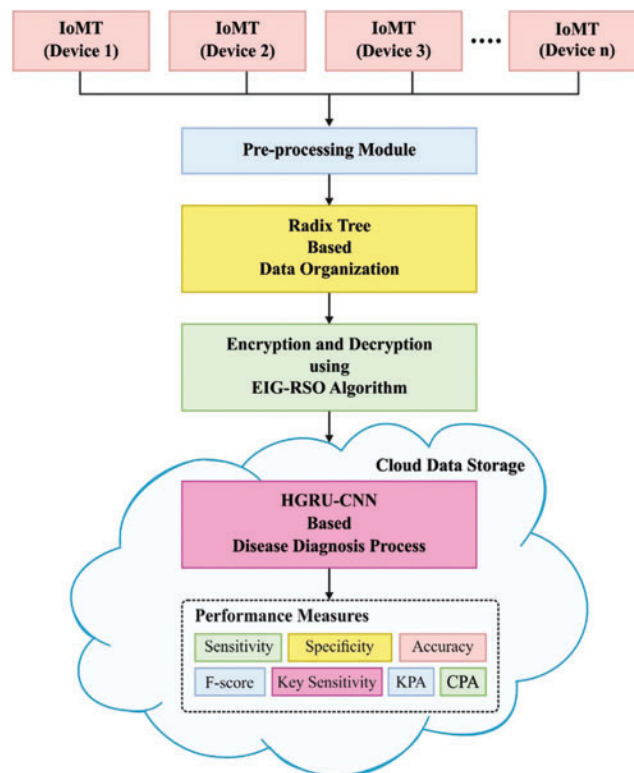 IoMT
(Device 1)
IoMT
(Device 2)
IoMT
(Device 3)
....
IoMT
(Device n)
Pre-processing Module
Radix Tree
Based
Data Organization
Encryption and Decryption
using
EIG-RSO Algorithm
Cloud Data Storage
HGRU-CNN
Based
Disease Diagnosis Process
Performance Measures
Sensitivity Specificity Accuracy
F-score Key Sensitivity KPA CPA